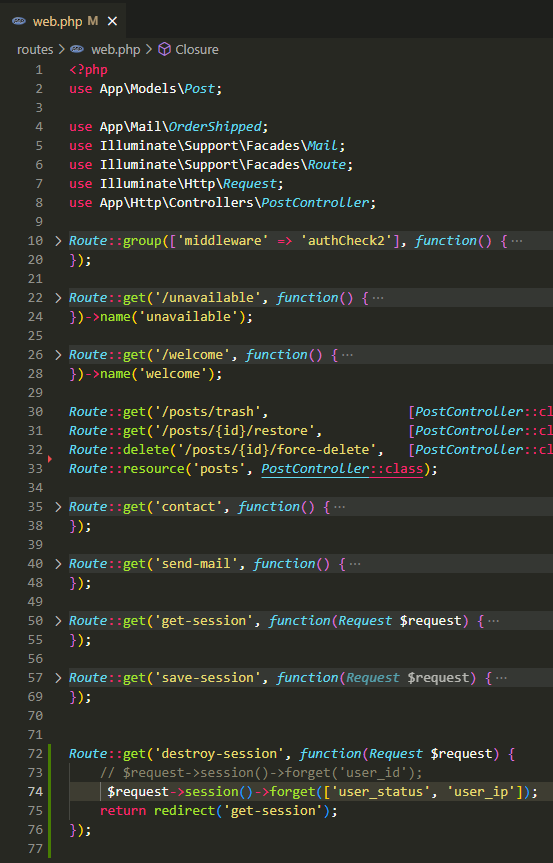 web.php M
routes > web.php > Closure
1 <?php
2 use App\Models\Post;
3
4 use App\Mail\OrderShipped;
5 use Illuminate\Support\Facades\Mail;
6 use Illuminate\Support\Facades\Route;
7 use Illuminate\Http\Request;
8 use App\Http\Controllers\PostController;
9
10 Route::group(['middleware' => 'authCheck2'], function() {…
20 });
21
22 Route::get('/unavailable', function() {…
24 })->name('unavailable');
25
26 Route::get('/welcome', function() {…
28 })->name('welcome');
29
30 Route::get('/posts/trash', [PostController::cl
31 Route::get('/posts/{id}/restore', [PostController::cl
32 Route::delete('/posts/{id}/force-delete', [PostController::cl
33 Route::resource('posts', PostController::class);
34
35 Route::get('contact', function() {…
38 });
39
40 Route::get('send-mail', function() {…
48 });
49
50 Route::get('get-session', function(Request $request) {…
55 });
56
57 Route::get('save-session', function(Request $request) {…
69 });
70
71
72 Route::get('destroy-session', function(Request $request) {
73 // $request->session()->forget('user_id');
74 $request->session()->forget(['user_status', 'user_ip']);
75 return redirect('get-session');
76 });
77